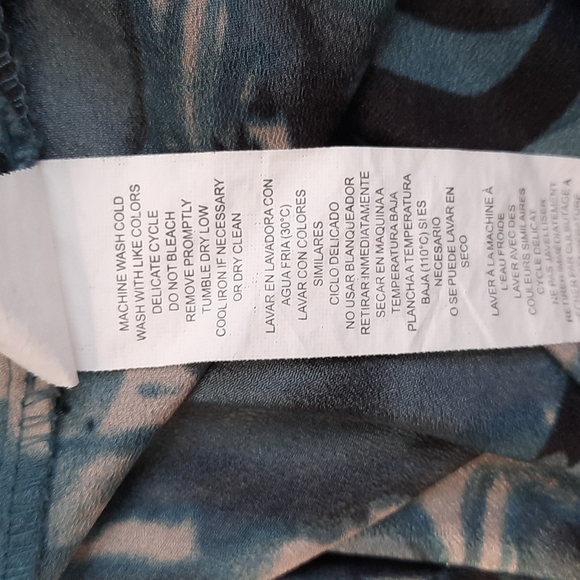 MACHINE WASH COLD
WASH WITH LIKE COLORS
DELICATE CYCLE
DO NOT BLEACH
REMOVE PROMPTLY
TUMBLE DRY LOW
COOL IRON IF NECESSARY
OR DRY CLEAN
LAVAR EN LAVADORA CON
AGUA FRIA (30°C)
LAVAR CON COLORES
SIMILARES
CICLO DELICADO
NO USAR BLANQUEADOR
RETIRAR INMEDIATAMENTE
SECAR EN MAQUINA A
TEMPERATURA BAJA
PLANCHA A TEMPERATURA
BAJA (110°C) SI ES
NECESARIO
O SE PUEDE LAVAR EN
SECO
LAVER À LA MACHINE À
L'EAU FROIDE
LAVER AVEC DES
COULEURS SIMILAIRES
CYCLE DÉLICAT
NE PAS